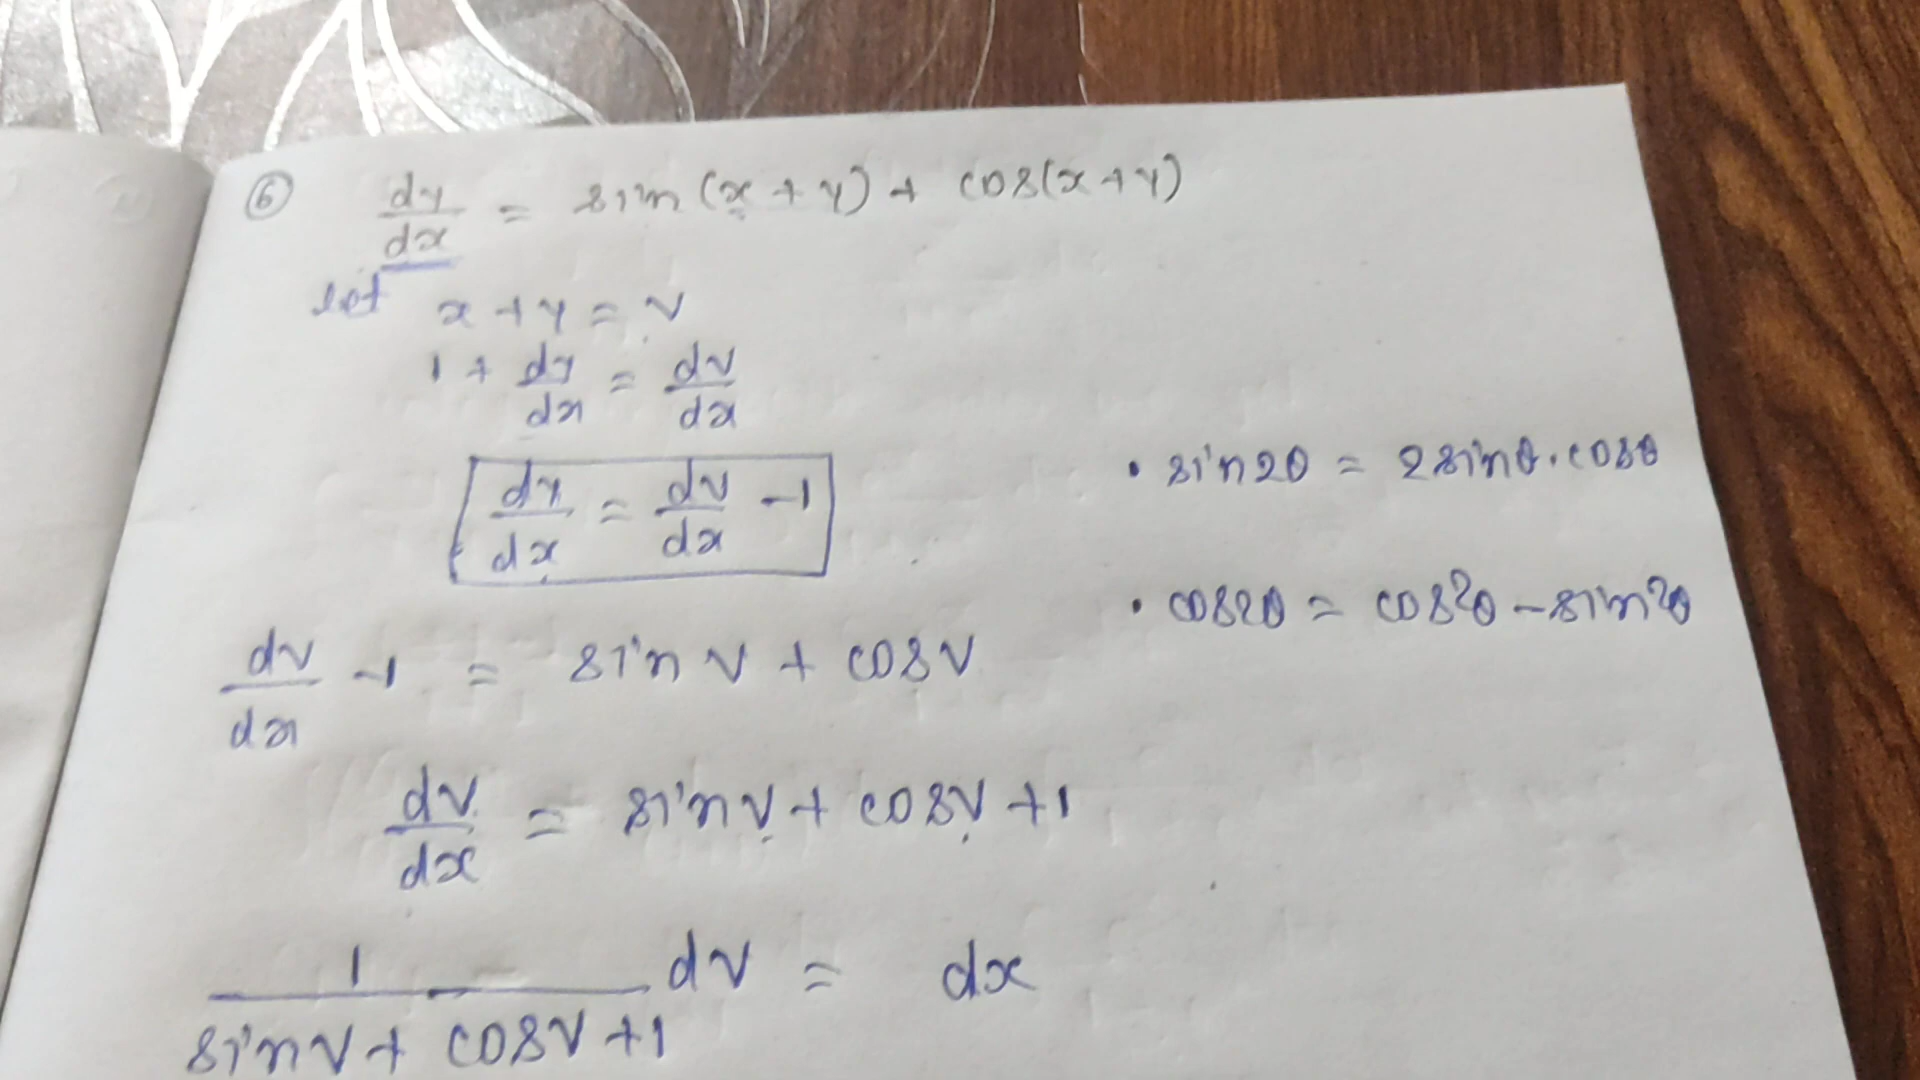 ⑥ dy/dx = sin(x+y) + cos(x+y)
let x + y = v
1 + dy/dx = dv/dx
dy/dx = dv/dx - 1
• sin2θ = 2sinθ.cosθ
• cos2θ = cos²θ - sin²θ
dv/dx - 1 = sin v + cos v
dv/dx = sin v + cos v + 1
1/(sin v + cos v + 1) dv = dx